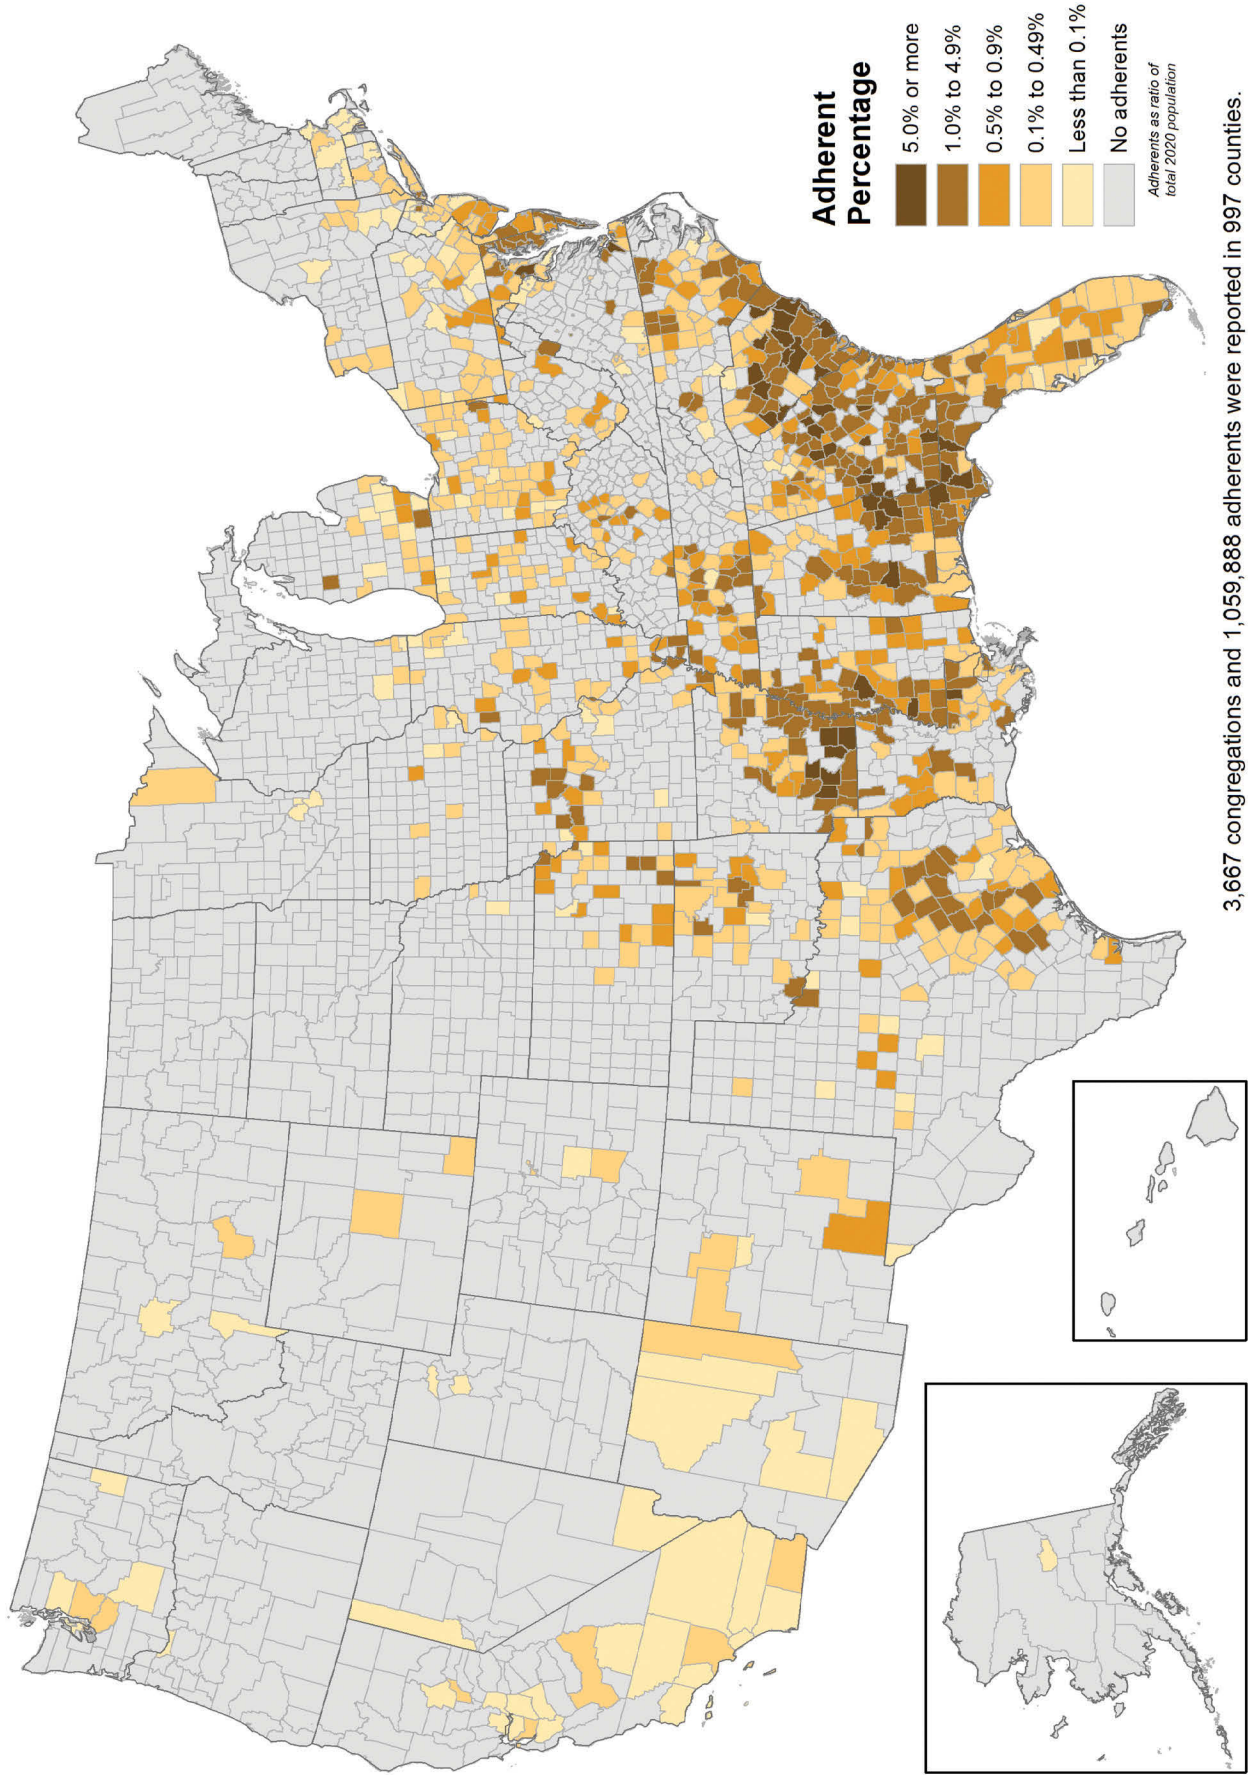 Adherent
Percentage
5.0% or more
1.0% to 4.9%
0.5% to 0.9%
0.1% to 0.49%
Less than 0.1%
No adherents
Adherents as ratio of
total 2020 population
3,667 congregations and 1,059,888 adherents were reported in 997 counties.